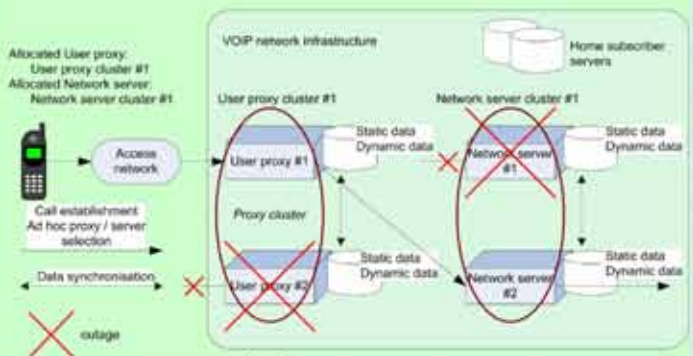 VOIP network infrastructure
Home subscriber
servers
Allocated User proxy:
User proxy cluster #1
Allocated Network server:
Network server cluster #1
User proxy cluster #1
Network server cluster #1
Access
network
User proxy #1
Static data
Dynamic data
Network server
#1
Static data
Dynamic data
Call establishment
Ad hoc proxy / server
selection
Proxy cluster
Data synchronisation
User proxy #2
Static data
Dynamic data
Network server
#2
Static data
Dynamic data
outage